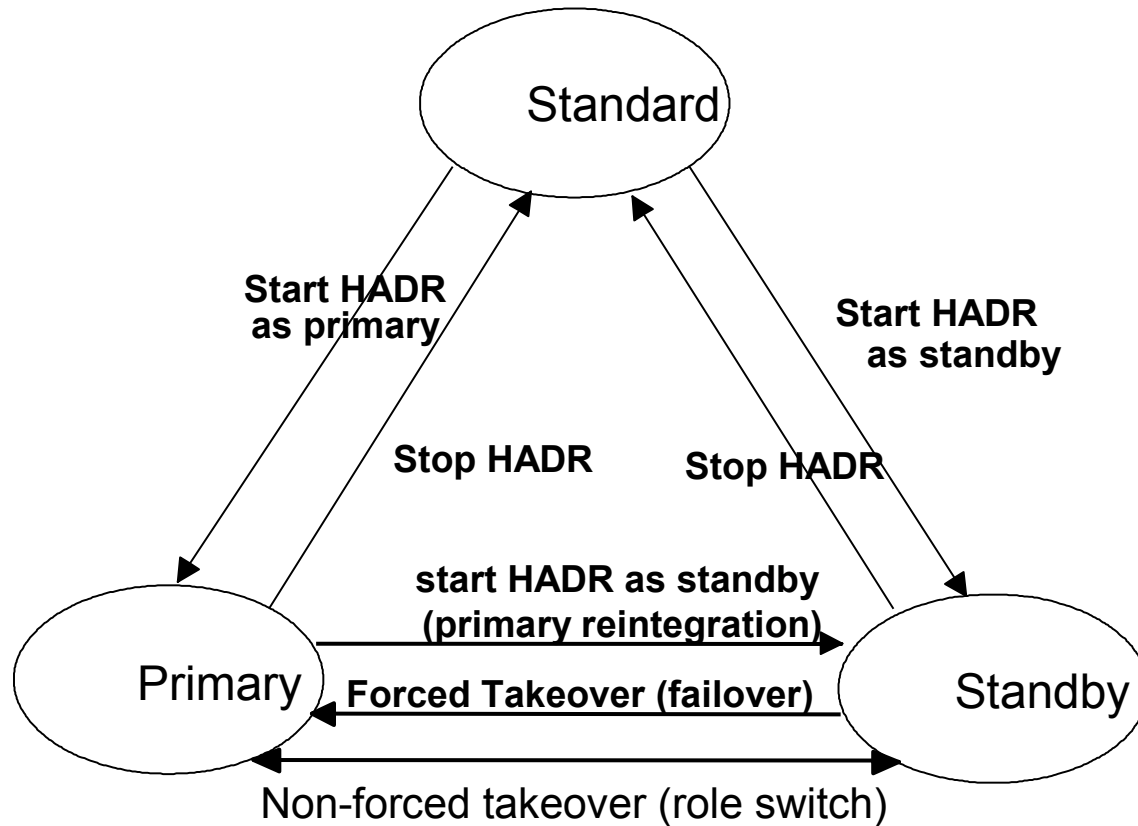 Standard
Start HADR
as primary
Start HADR
as standby
Stop HADR
Stop HADR
start HADR as standby
(primary reintegration)
Primary
Forced Takeover (failover)
Standby
Non-forced takeover (role switch)